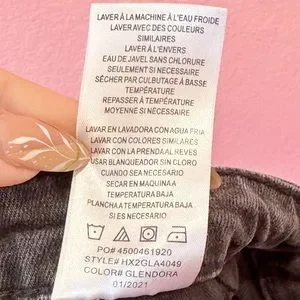 LAVER À LA MACHINE À L'EAU FROIDE
LAVER AVEC DES COULEURS
SIMILAIRES
LAVER À L'ENVERS
EAU DE JAVEL SANS CHLORURE
SEULEMENT SI NECESSAIRE
SÉCHER PAR CULBUTAGE À BASSE
TEMPÉRATURE
REPASSER À TEMPÉRATURE
MOYENNE SI NÉCESSAIRE
LAVAR EN LAVADORA CON AGUA FRIA
LAVAR CON COLORES SIMILARES
LAVAR CON LA PRENDA AL REVES
USAR BLANQUEADOR SIN CLORO
CUANDO SEA NECESARIO
SECAR EN MAQUINA A
TEMPERATURA BAJA
PLANCHA A TEMPERATURA BAJA
SI ES NECESARIO.
PO# 4500461920
STYLE# HX2GLA4049
COLOR# GLENDORA
01/2021